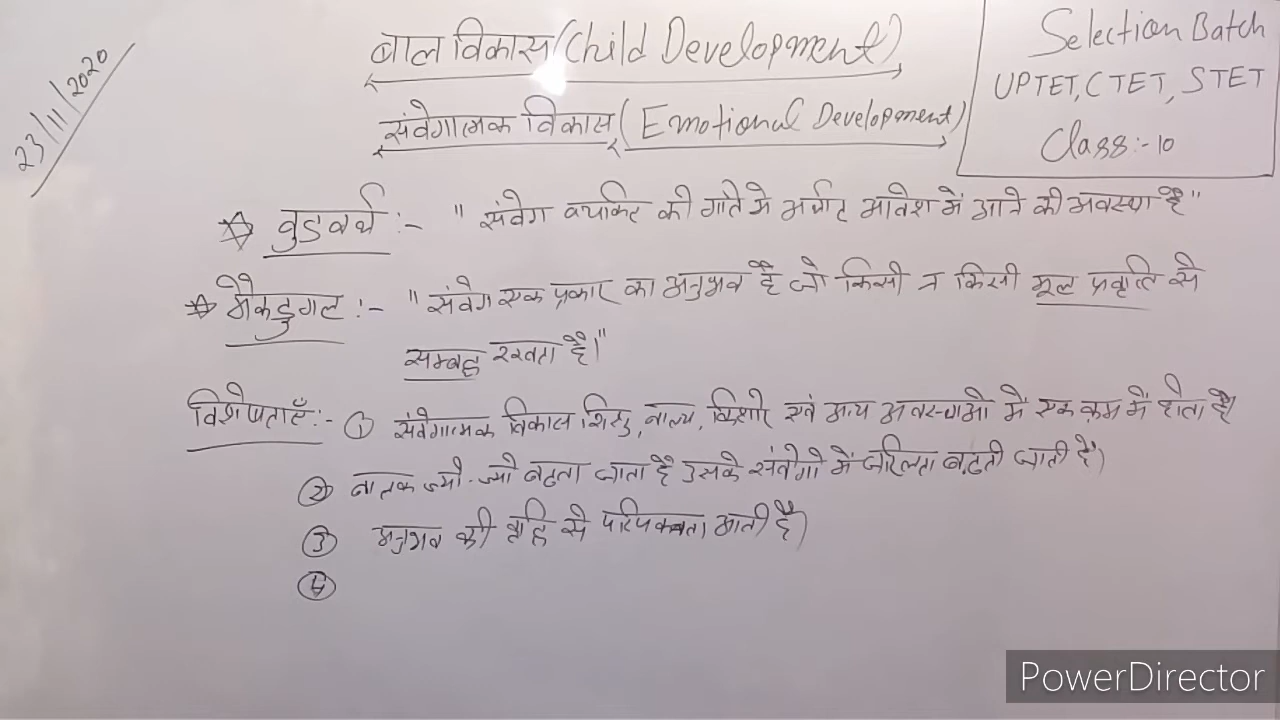 23/11/2020
बाल विकास (Child Development)
संवेगात्मक विकास (Emotional Development)
Selection Batch
UPTET, CTET, STET
Class:- 10
वुडवर्थ :- "संवेग व्यक्ति की गति में अर्थात आवेश में आने की अवस्था है"
मैकडुगल :- "संवेग एक प्रकार का अनुभव है जो किसी न किसी मूल प्रवृत्ति से
सम्बद्ध रखता है।"
विशेषताएँ:- ① संवेगात्मक विकास शिशु, बाल्य, किशोर एवं अन्य अवस्थाओ में एक क्रम में होता है।
② बालक ज्यो-ज्यो बढता जाता है उसके संवेगो में जटिलता बढ़ती जाती है।
③ अनुभव की वृद्धि से परिपक्वता आती है।
④
PowerDirector